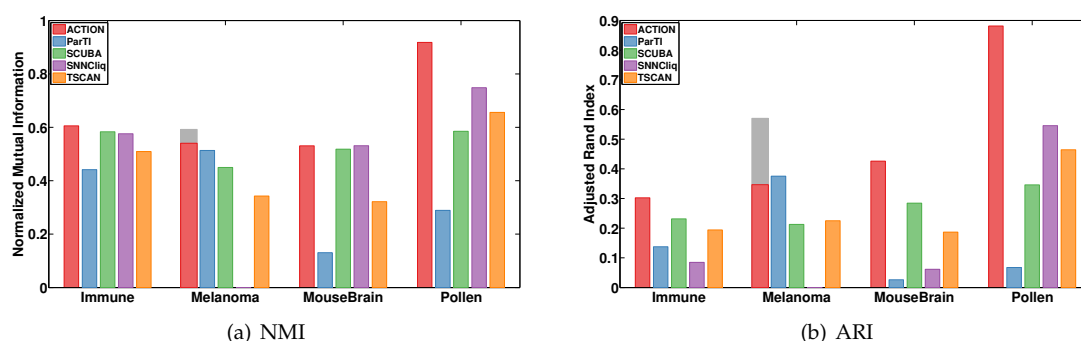 1
0.8
0.6
0.4
0.2
0
Normalized Mutual Information
ACTION
ParTI
SCUBA
SNNCliq
TSCAN
Immune Melanoma MouseBrain Pollen
(a) NMI
0.9
0.8
0.7
0.6
0.5
0.4
0.3
0.2
0.1
0
Adjusted Rand Index
ACTION
ParTI
SCUBA
SNNCliq
TSCAN
Immune Melanoma MouseBrain Pollen
(b) ARI